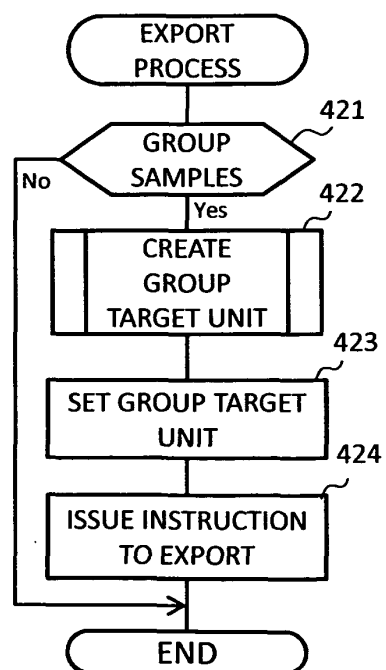 EXPORT
PROCESS
421
GROUP
SAMPLES
No
Yes
422
CREATE
GROUP
TARGET UNIT
423
SET GROUP TARGET
UNIT
424
ISSUE INSTRUCTION
TO EXPORT
END